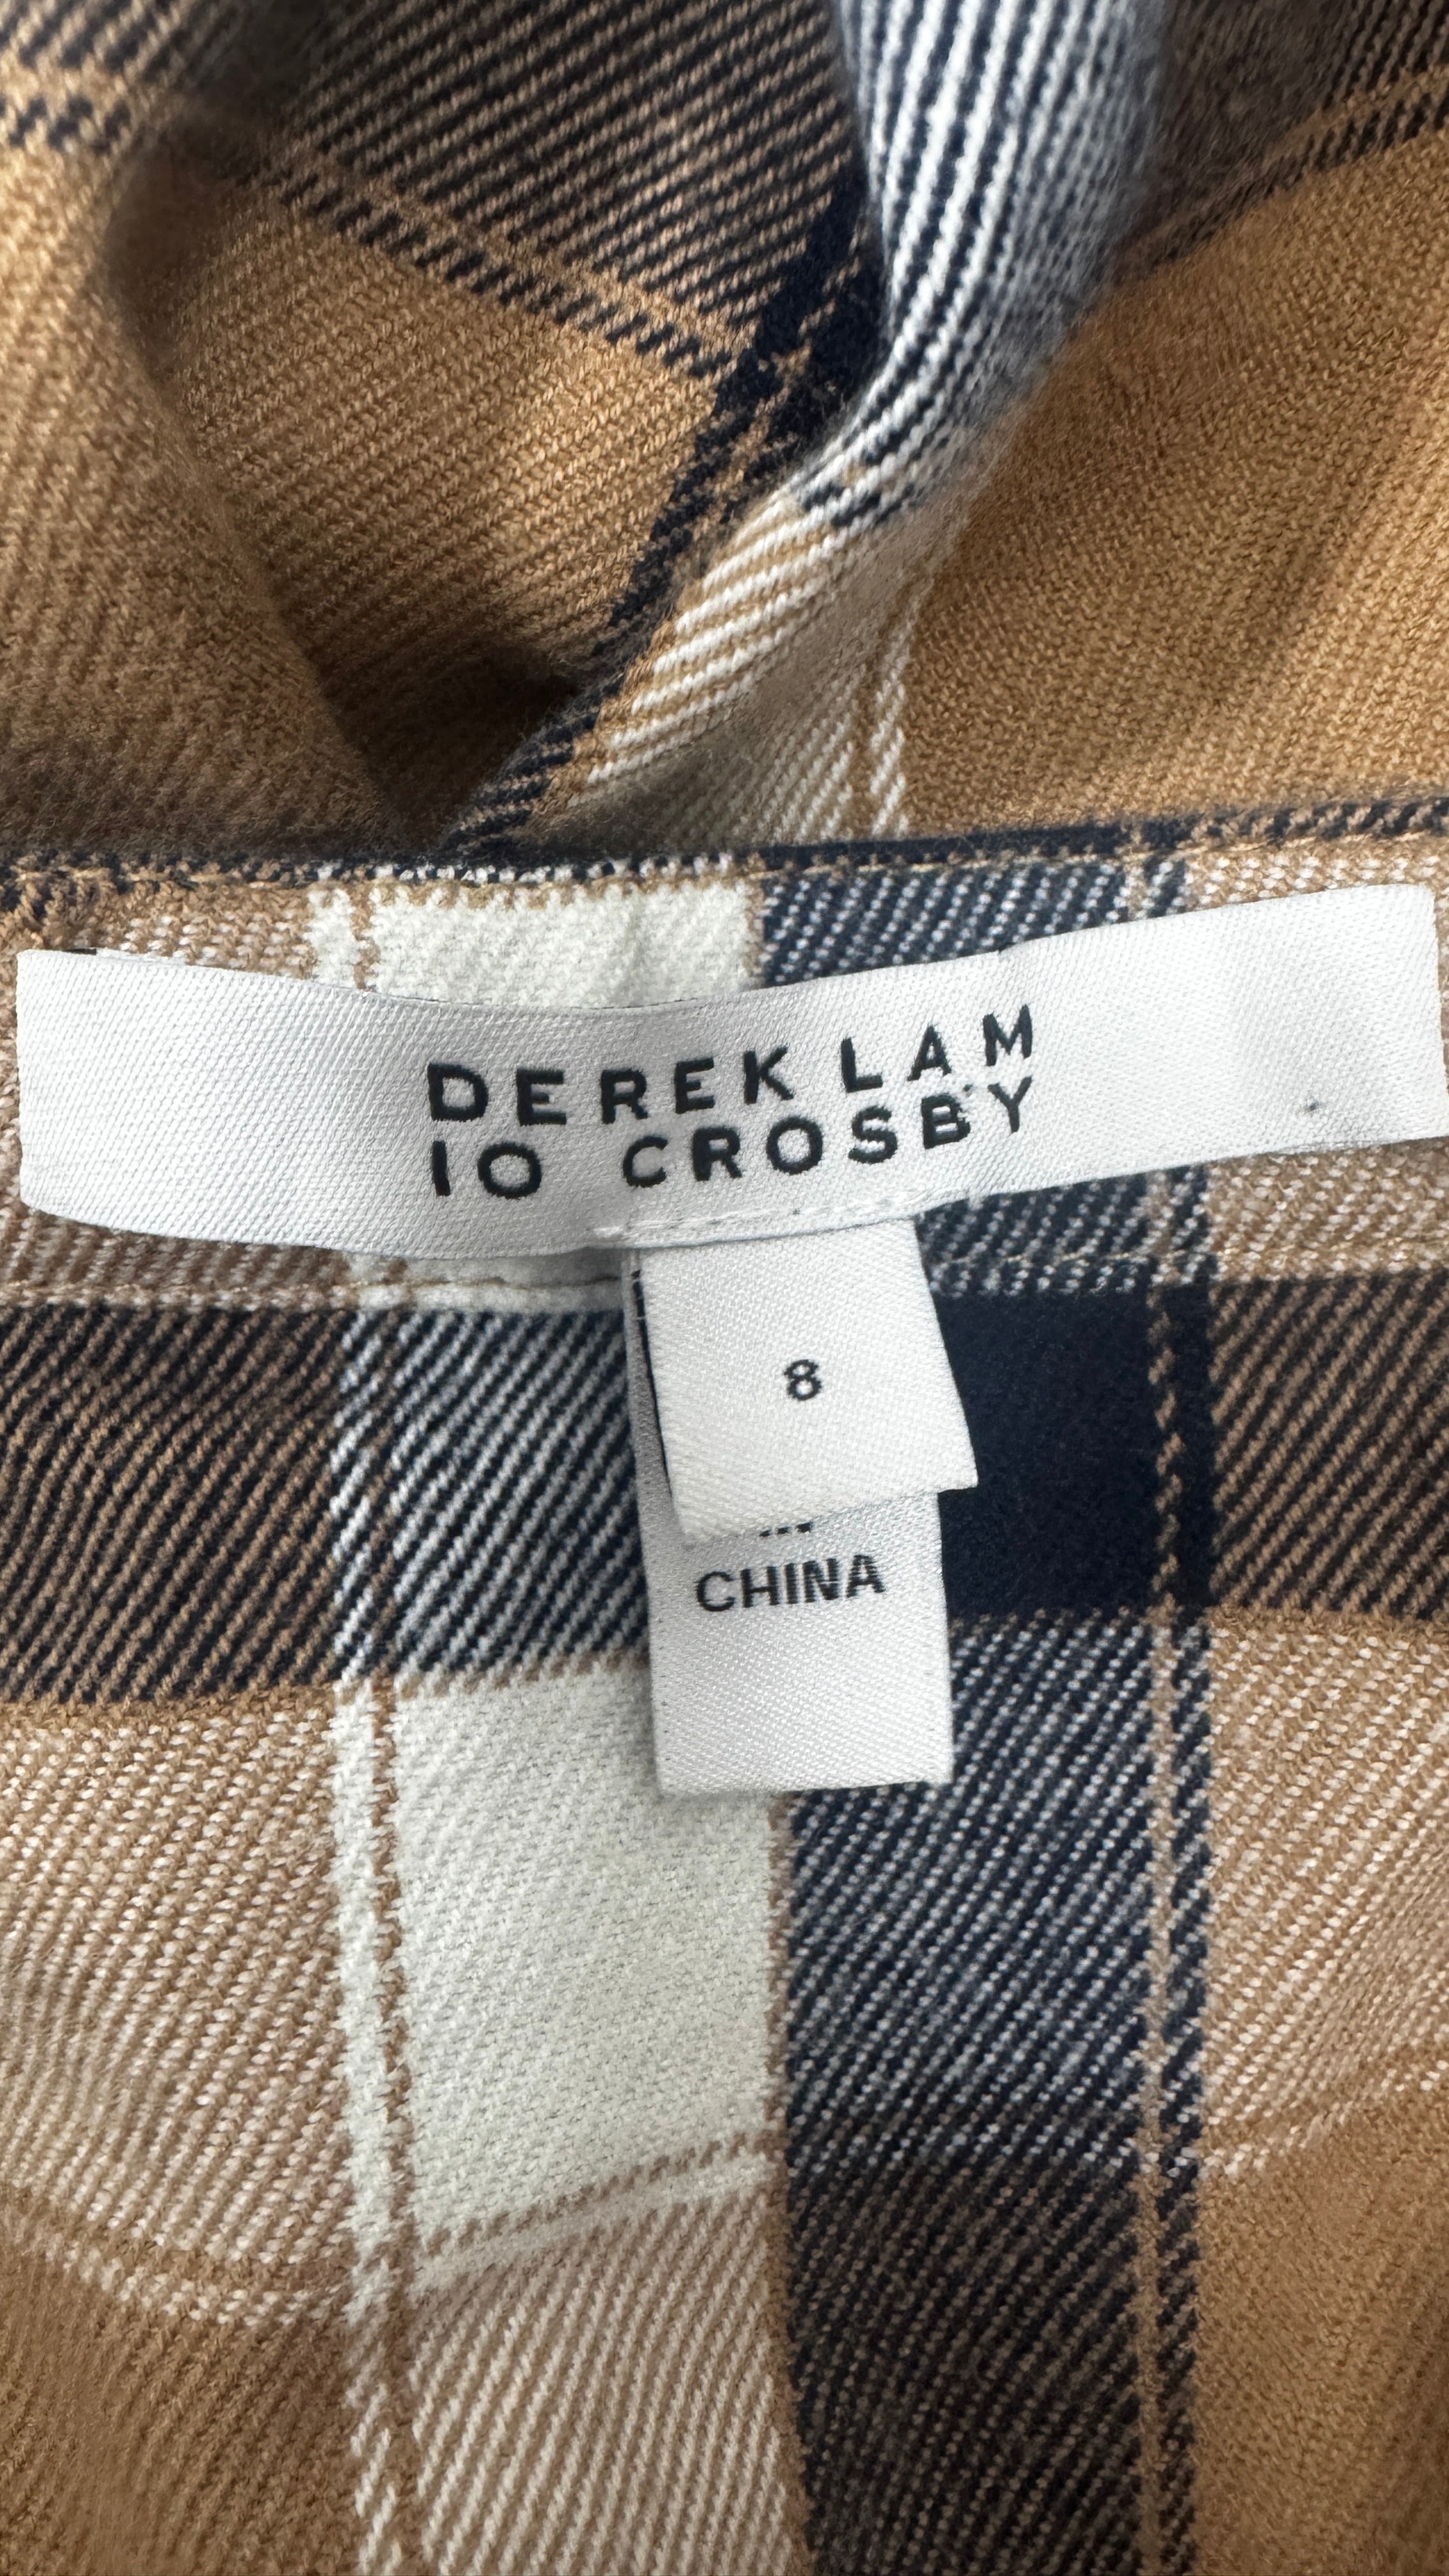 DEREK LAM
10 CROSBY
8
CHINA